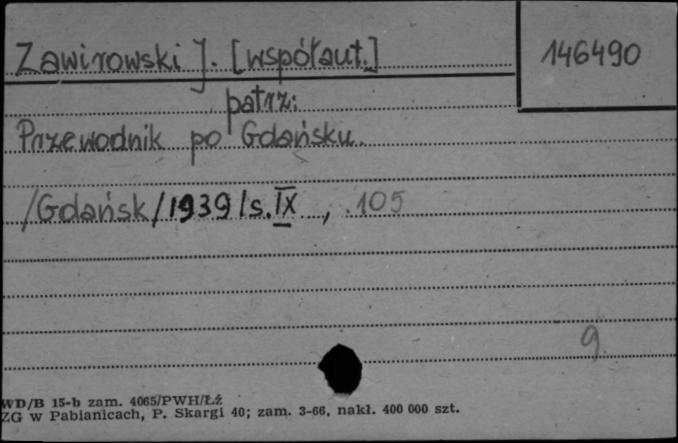 Zawirowski J. [współaut.]
146490
patrz:
Przewodnik po Gdańsku.
/Gdańsk/1939/s. IX, 105
9
WD/B 15-b zam. 4065/PWH/Łź
ZG w Pabianicach, P. Skargi 40; zam. 3-66, nakł. 400 000 szt.